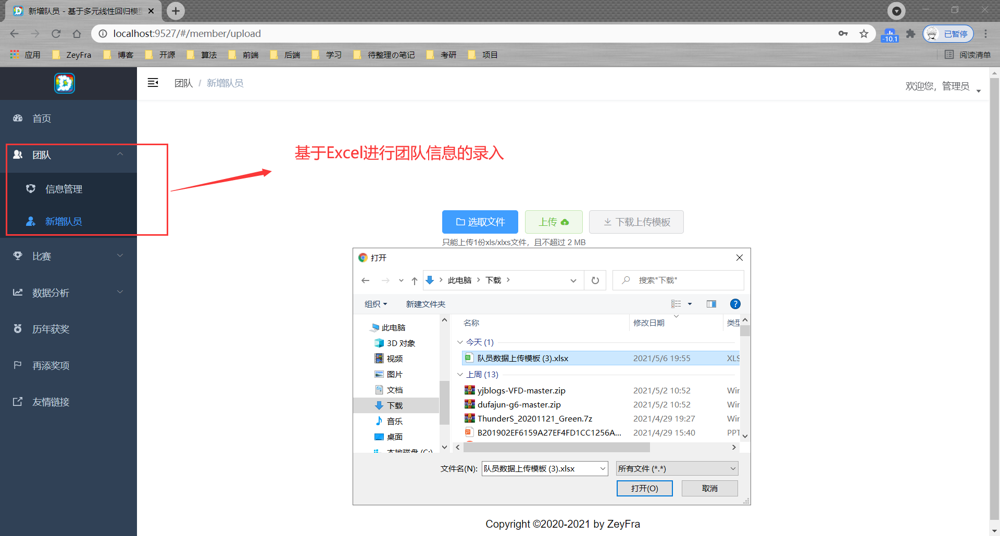 新增队员 - 基于多元线性回归模型
localhost:9527/#/member/upload
-10.1
已暂停
应用
ZeyFra
博客
开源
算法
前端
后端
学习
待整理の笔记
考研
项目
阅读清单
团队 / 新增队员
欢迎您，管理员
首页
团队
信息管理
新增队员
比赛
数据分析
历年获奖
再添奖项
友情链接
基于Excel进行团队信息的录入
选取文件
上传
下载上传模板
只能上传1份xls/xlxs文件，且不超过 2 MB
打开
此电脑
下载
搜索"下载"
组织
新建文件夹
此电脑
3D 对象
视频
图片
文档
下载
音乐
桌面
本地磁盘 (C:)
名称
修改日期
类型
今天 (1)
队员数据上传模板 (3).xlsx 2021/5/6 19:55 XLS
上周 (13)
yjblogs-VFD-master.zip 2021/5/2 10:52 Wir
dufajun-g6-master.zip 2021/5/2 10:52 Wir
ThunderS_20201121_Green.7z 2021/4/29 19:27 Wir
B201902EF6159A27EF4FD1CC1256A... 2021/4/29 15:40 PPT
文件名(N):
队员数据上传模板 (3).xlsx
所有文件 (*.*)
打开(O)
取消
Copyright ©2020-2021 by ZeyFra